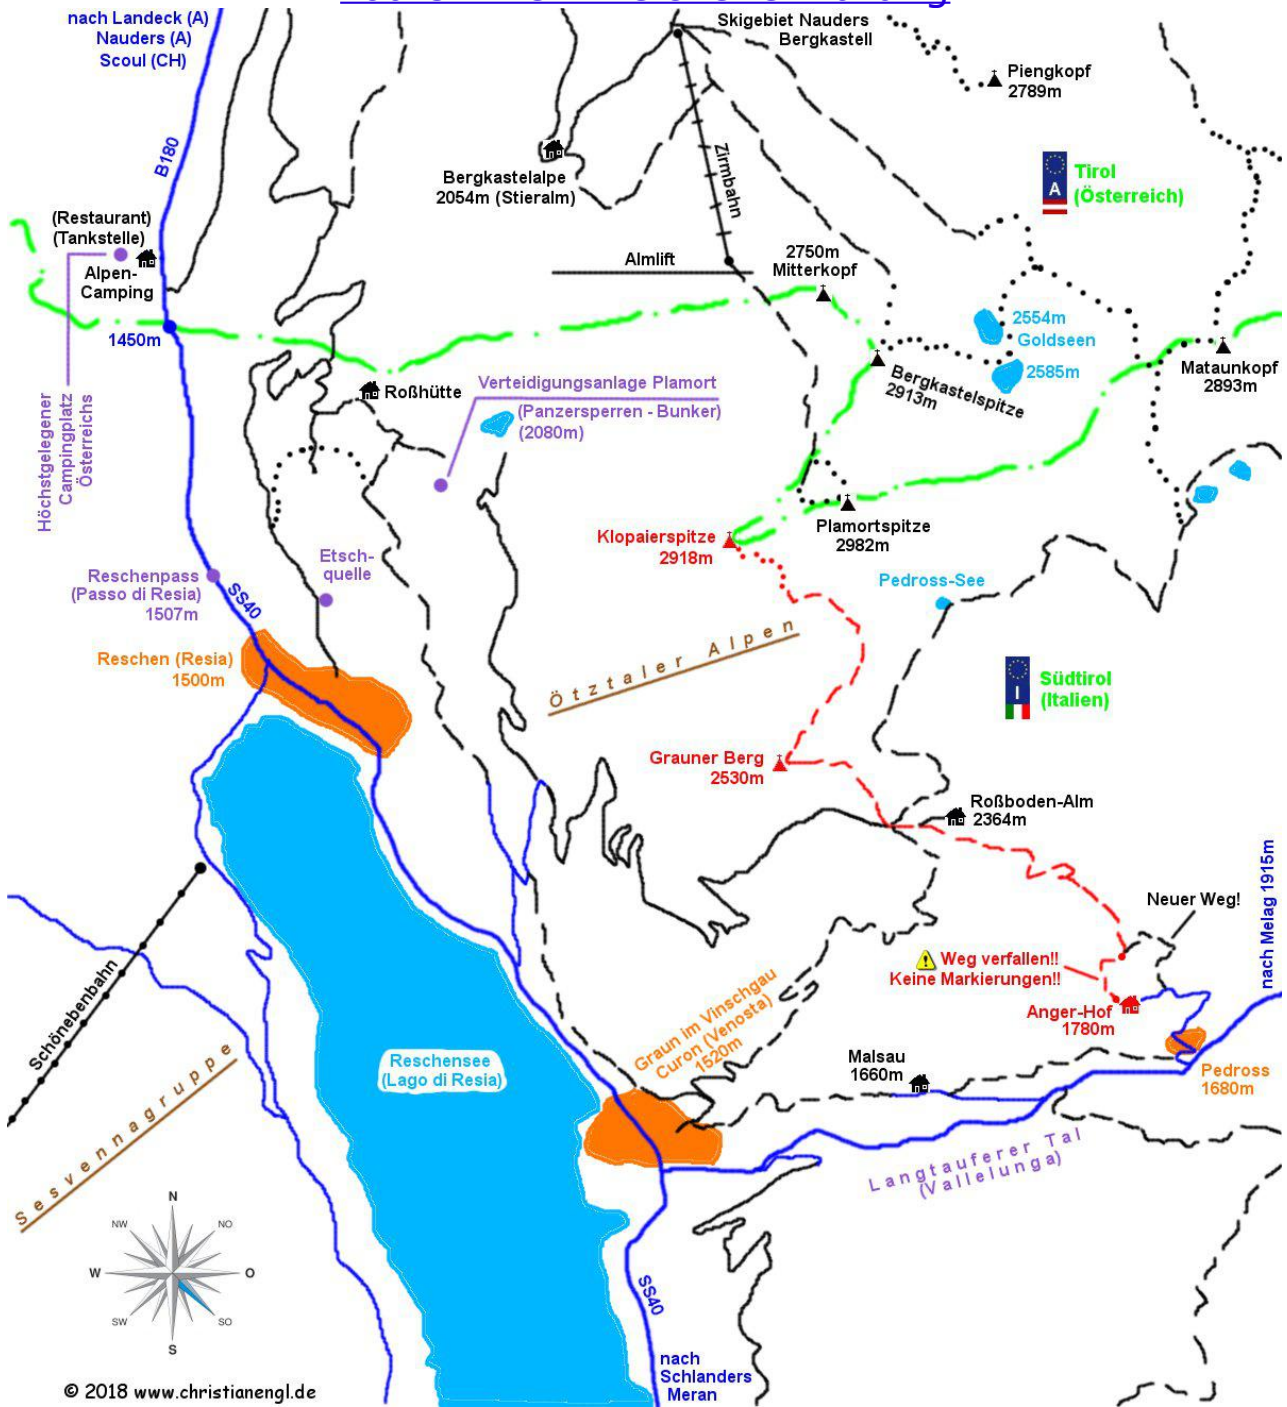 nach Landeck (A)
Nauders (A)
Scoul (CH)
Skigebiet Nauders
Bergkastell
Piengkopf
2789m
B180
Zirmbahn
Bergkastelalpe
2054m (Stieralm)
A
Tirol
(Österreich)
(Restaurant)
(Tankstelle)
Alpen-
Camping
Almlift
2750m
Mitterkopf
1450m
2554m
Goldseen
2585m
Mataunkopf
2893m
Bergkastelspitze
2913m
Roßhütte
Verteidigungsanlage Plamort
(Panzersperren - Bunker)
(2080m)
Höchstgelegener
Campingplatz
Österreichs
Klopaierspitze
2918m
Plamortspitze
2982m
Etsch-
quelle
Reschenpass
(Passo di Resia)
1507m
SS40
Pedross-See
Ötztaler Alpen
Reschen (Resia)
1500m
I
Südtirol
(Italien)
Grauner Berg
2530m
Roßboden-Alm
2364m
nach Melag 1915m
Neuer Weg!
Weg verfallen!!
Keine Markierungen!!
Anger-Hof
1780m
Schönebenbahn
Graun im Vinschgau
Curon (Venosta)
1520m
Reschensee
(Lago di Resia)
Malsau
1660m
Pedross
1680m
Sesvennagruppe
Langtauferer Tal
(Vallelunga)
N
NW
NO
W
O
SW
SO
S
SS40
nach
Schlanders
Meran
© 2018 www.christianengl.de